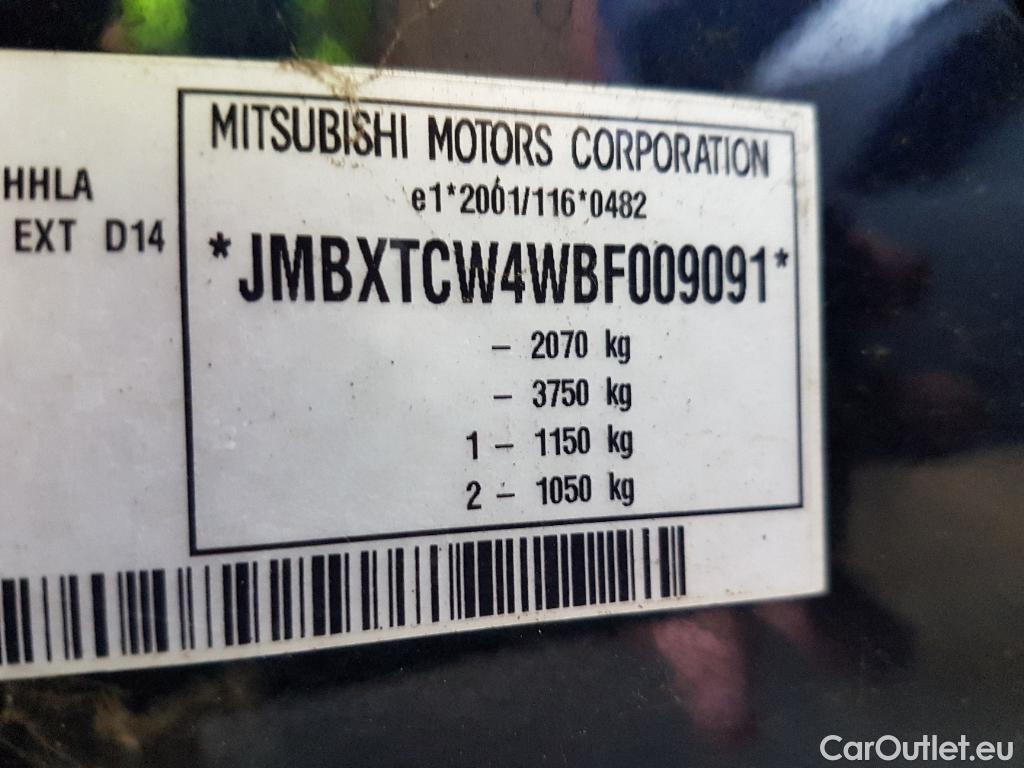 HHLA
EXT D14
MITSUBISHI MOTORS CORPORATION
e1*2001/116*0482
*JMBXTCW4WBF009091*
– 2070 kg
– 3750 kg
1 – 1150 kg
2 – 1050 kg
CarOutlet.eu